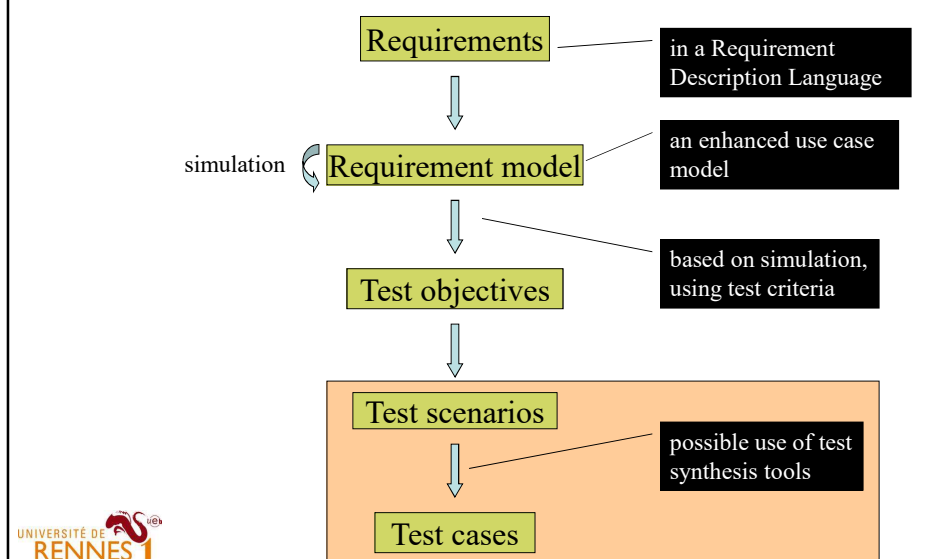 Requirements
in a Requirement
Description Language
simulation
Requirement model
an enhanced use case
model
based on simulation,
using test criteria
Test objectives
Test scenarios
possible use of test
synthesis tools
Test cases
ueb
UNIVERSITÉ DE
RENNES 1